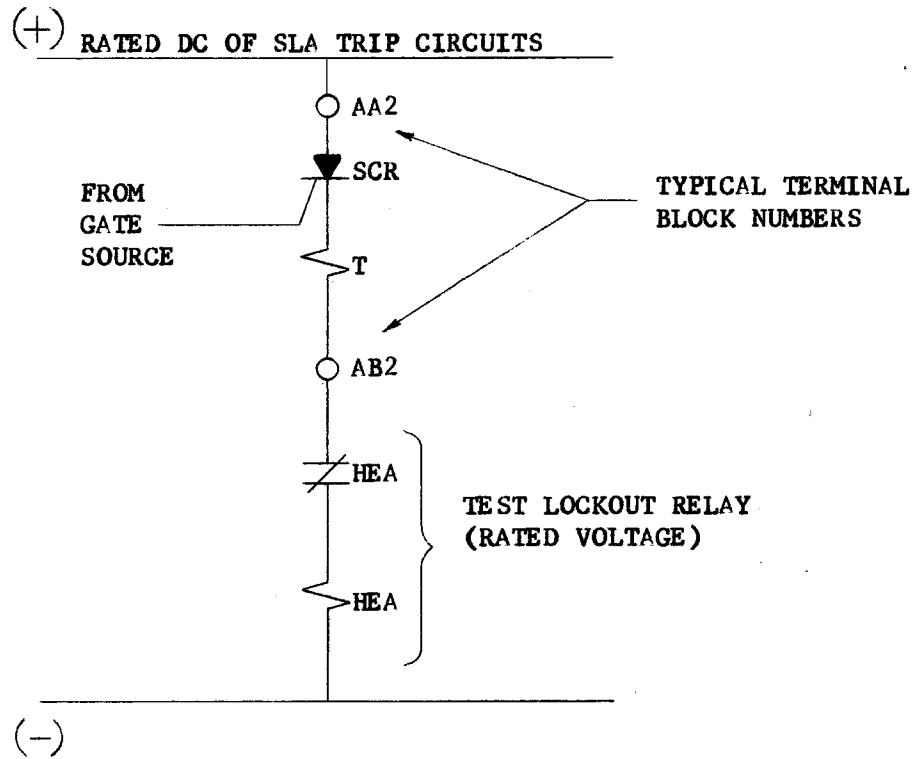 (+) RATED DC OF SLA TRIP CIRCUITS
AA2
SCR
FROM
GATE
SOURCE
TYPICAL TERMINAL
BLOCK NUMBERS
T
AB2
HEA
TEST LOCKOUT RELAY
(RATED VOLTAGE)
HEA
(-)